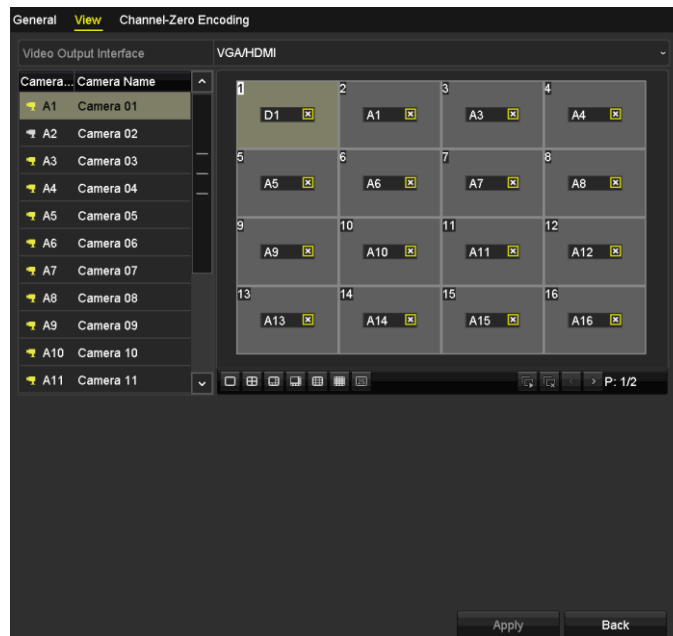 General View Channel-Zero Encoding
Video Output Interface VGA/HDMI
Camera... Camera Name
A1 Camera 01
A2 Camera 02
A3 Camera 03
A4 Camera 04
A5 Camera 05
A6 Camera 06
A7 Camera 07
A8 Camera 08
A9 Camera 09
A10 Camera 10
A11 Camera 11
1 2 3 4
D1 A1 A3 A4
5 6 7 8
A5 A6 A7 A8
9 10 11 12
A9 A10 A11 A12
13 14 15 16
A13 A14 A15 A16
P: 1/2
Apply Back